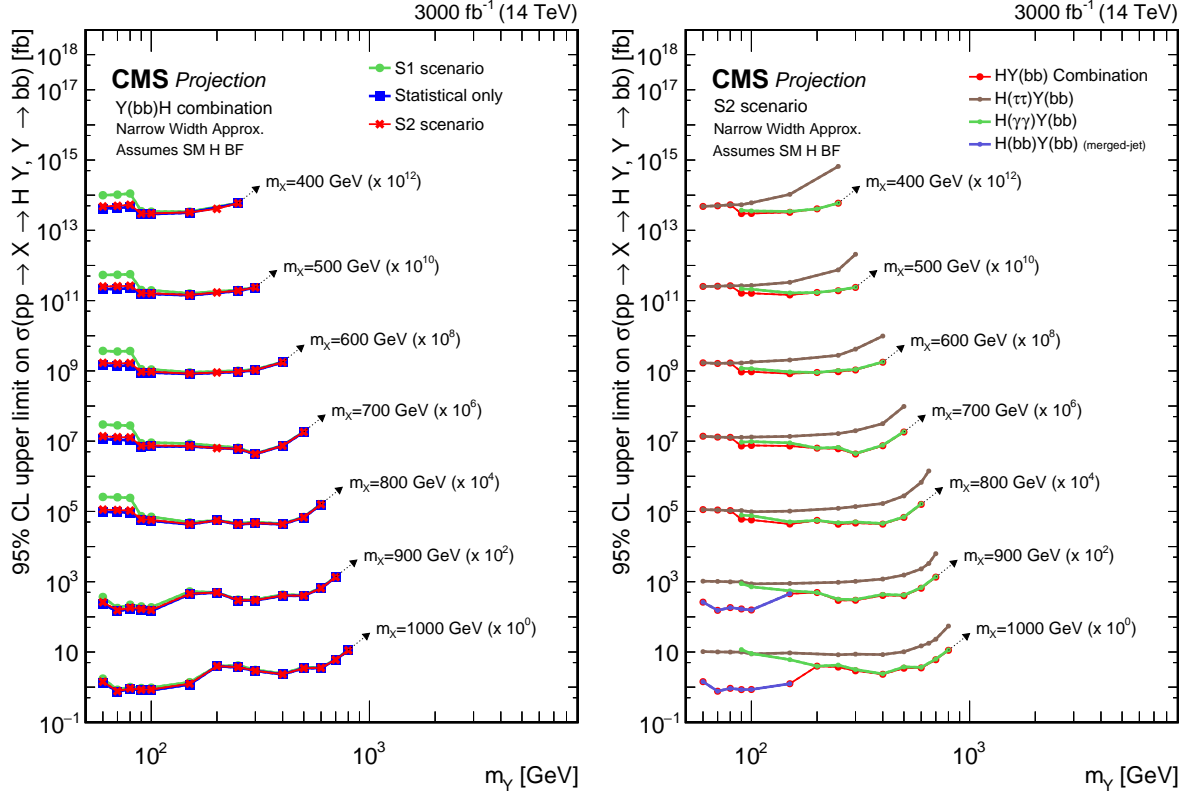 3000 fb⁻¹ (14 TeV)
95% CL upper limit on σ(pp → X → H Y, Y → bb) [fb]
10¹⁸
10¹⁷
10¹⁵
10¹³
10¹¹
10⁹
10⁷
10⁵
10³
10
10⁻¹
CMS Projection
Y(bb)H combination
Narrow Width Approx.
Assumes SM H BF
S1 scenario
Statistical only
S2 scenario
m_X=400 GeV (x 10¹²)
m_X=500 GeV (x 10¹⁰)
m_X=600 GeV (x 10⁸)
m_X=700 GeV (x 10⁶)
m_X=800 GeV (x 10⁴)
m_X=900 GeV (x 10²)
m_X=1000 GeV (x 10⁰)
10²
10³
m_Y [GeV]
3000 fb⁻¹ (14 TeV)
95% CL upper limit on σ(pp → X → H Y, Y → bb) [fb]
10¹⁸
10¹⁷
10¹⁵
10¹³
10¹¹
10⁹
10⁷
10⁵
10³
10
10⁻¹
CMS Projection
S2 scenario
Narrow Width Approx.
Assumes SM H BF
HY(bb) Combination
H(ττ)Y(bb)
H(γγ)Y(bb)
H(bb)Y(bb) (merged-jet)
m_X=400 GeV (x 10¹²)
m_X=500 GeV (x 10¹⁰)
m_X=600 GeV (x 10⁸)
m_X=700 GeV (x 10⁶)
m_X=800 GeV (x 10⁴)
m_X=900 GeV (x 10²)
m_X=1000 GeV (x 10⁰)
10²
10³
m_Y [GeV]